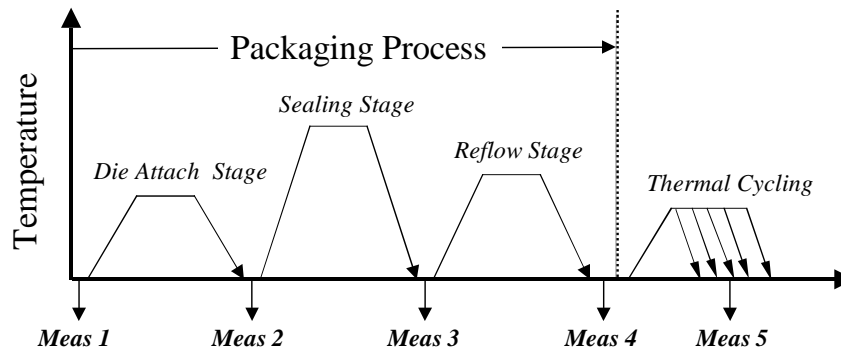 Packaging Process
Sealing Stage
Reflow Stage
Die Attach Stage
Thermal Cycling
Temperature
Meas 1
Meas 2
Meas 3
Meas 4
Meas 5